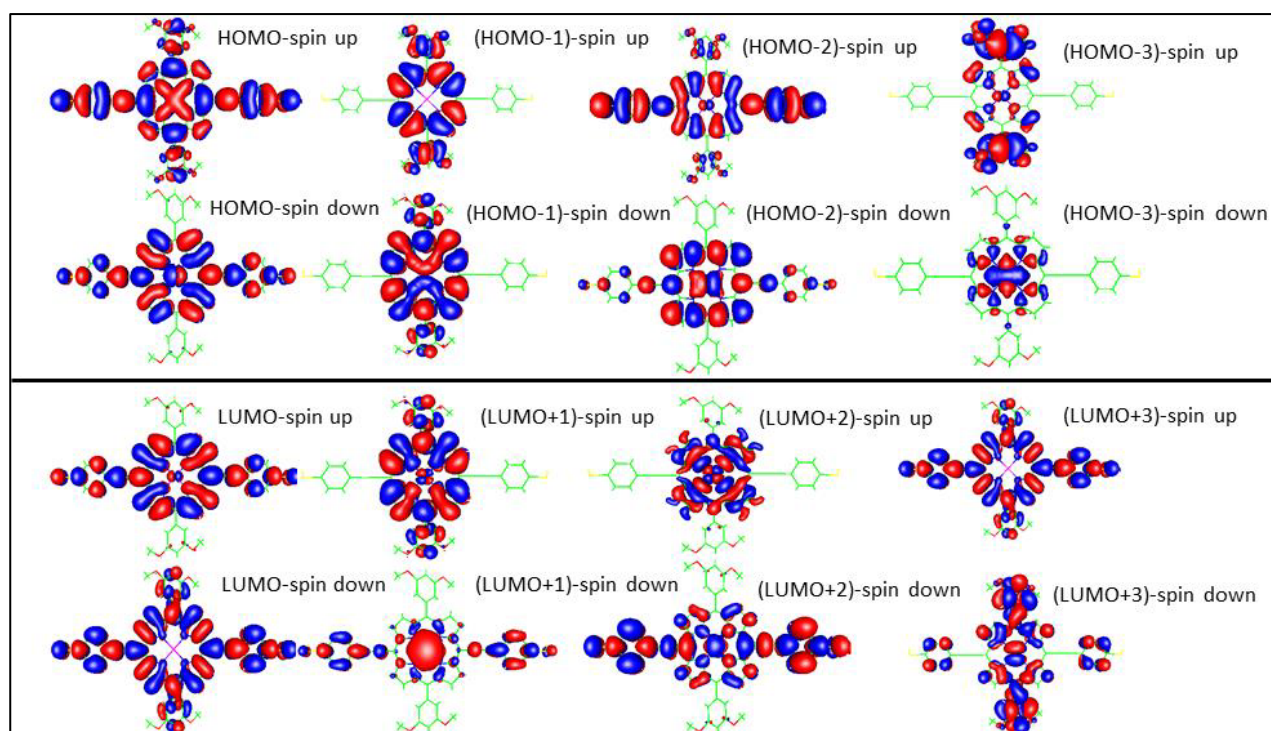 HOMO-spin up
(HOMO-1)-spin up
(HOMO-2)-spin up
(HOMO-3)-spin up
HOMO-spin down
(HOMO-1)-spin down
(HOMO-2)-spin down
(HOMO-3)-spin down
LUMO-spin up
(LUMO+1)-spin up
(LUMO+2)-spin up
(LUMO+3)-spin up
LUMO-spin down
(LUMO+1)-spin down
(LUMO+2)-spin down
(LUMO+3)-spin down